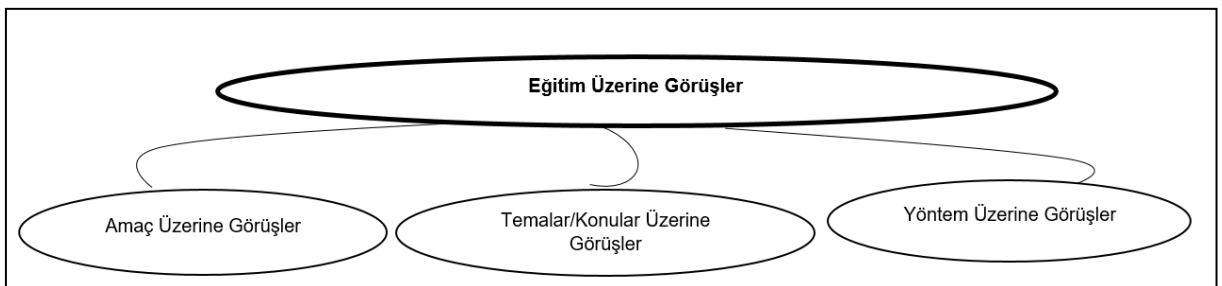 Eğitim Üzerine Görüşler
Amaç Üzerine Görüşler
Temalar/Konular Üzerine
Görüşler
Yöntem Üzerine Görüşler